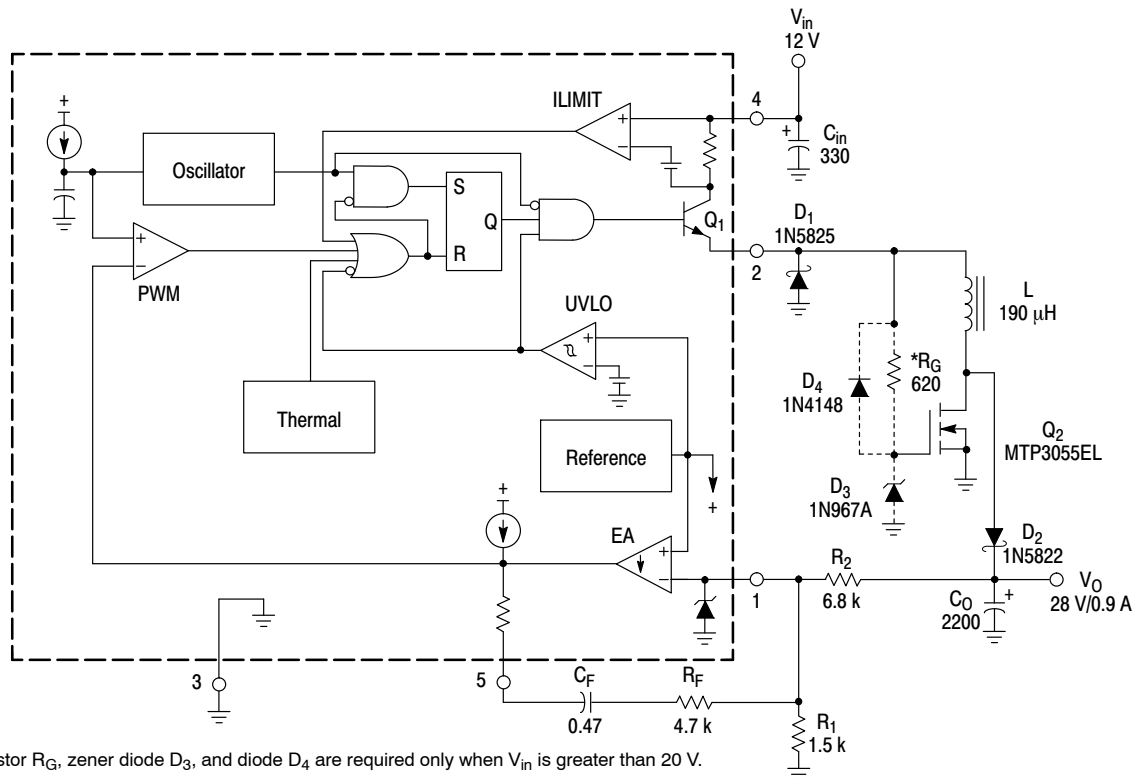 V_in
12 V
4
ILIMIT
+
-
+
C_in
330
+
Oscillator
S
Q
R
Q_1
D_1
1N5825
2
+
-
PWM
L
190 μH
UVLO
+
-
*R_G
620
D_4
1N4148
Thermal
Reference
+
Q_2
MTP3055EL
D_3
1N967A
+
EA
+
-
1
R_2
6.8 k
D_2
1N5822
V_O
28 V/0.9 A
C_O
2200
+
3
5
C_F
0.47
R_F
4.7 k
R_1
1.5 k
stor R_G, zener diode D_3, and diode D_4 are required only when V_in is greater than 20 V.